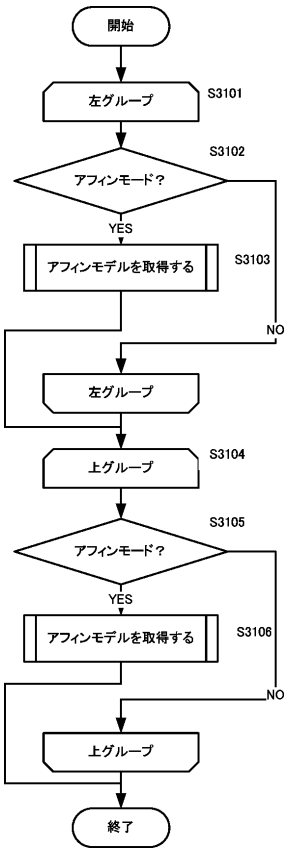 開始
左グループ
S3101
S3102
アフィンモード？
YES
アフィンモデルを取得する
S3103
NO
左グループ
上グループ
S3104
S3105
アフィンモード？
YES
アフィンモデルを取得する
S3106
NO
上グループ
終了